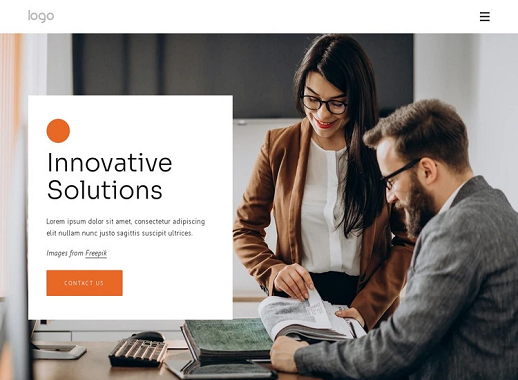 logo
Innovative
Solutions
Lorem ipsum dolor sit amet, consectetur adipiscing
elit nullam nunc justo sagittis suscipit ultrices.
Images from Freepik
CONTACT US